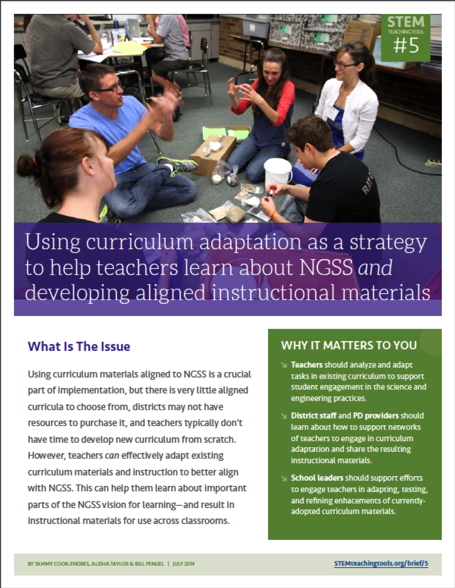 STEM
TEACHING TOOL
#5
Using curriculum adaptation as a strategy
to help teachers learn about NGSS and
developing aligned instructional materials
What Is The Issue
Using curriculum materials aligned to NGSS is a crucial
part of implementation, but there is very little aligned
curricula to choose from, districts may not have
resources to purchase it, and teachers typically don't
have time to develop new curriculum from scratch.
However, teachers can effectively adapt existing
curriculum materials and instruction to better align
with NGSS. This can help them learn about important
parts of the NGSS vision for learning—and result in
instructional materials for use across classrooms.
WHY IT MATTERS TO YOU
Teachers should analyze and adapt
tasks in existing curriculum to support
student engagement in the science and
engineering practices.
District staff and PD providers should
learn about how to support networks
of teachers to engage in curriculum
adaptation and share the resulting
instructional materials.
School leaders should support efforts
to engage teachers in adapting, testing,
and refining enhancements of currently-
adopted curriculum materials.
BY TAMMY COOK-ENDRES, ALISHA TAYLOR & BILL PENUEL | JULY 2014
STEMteachingtools.org/brief/5